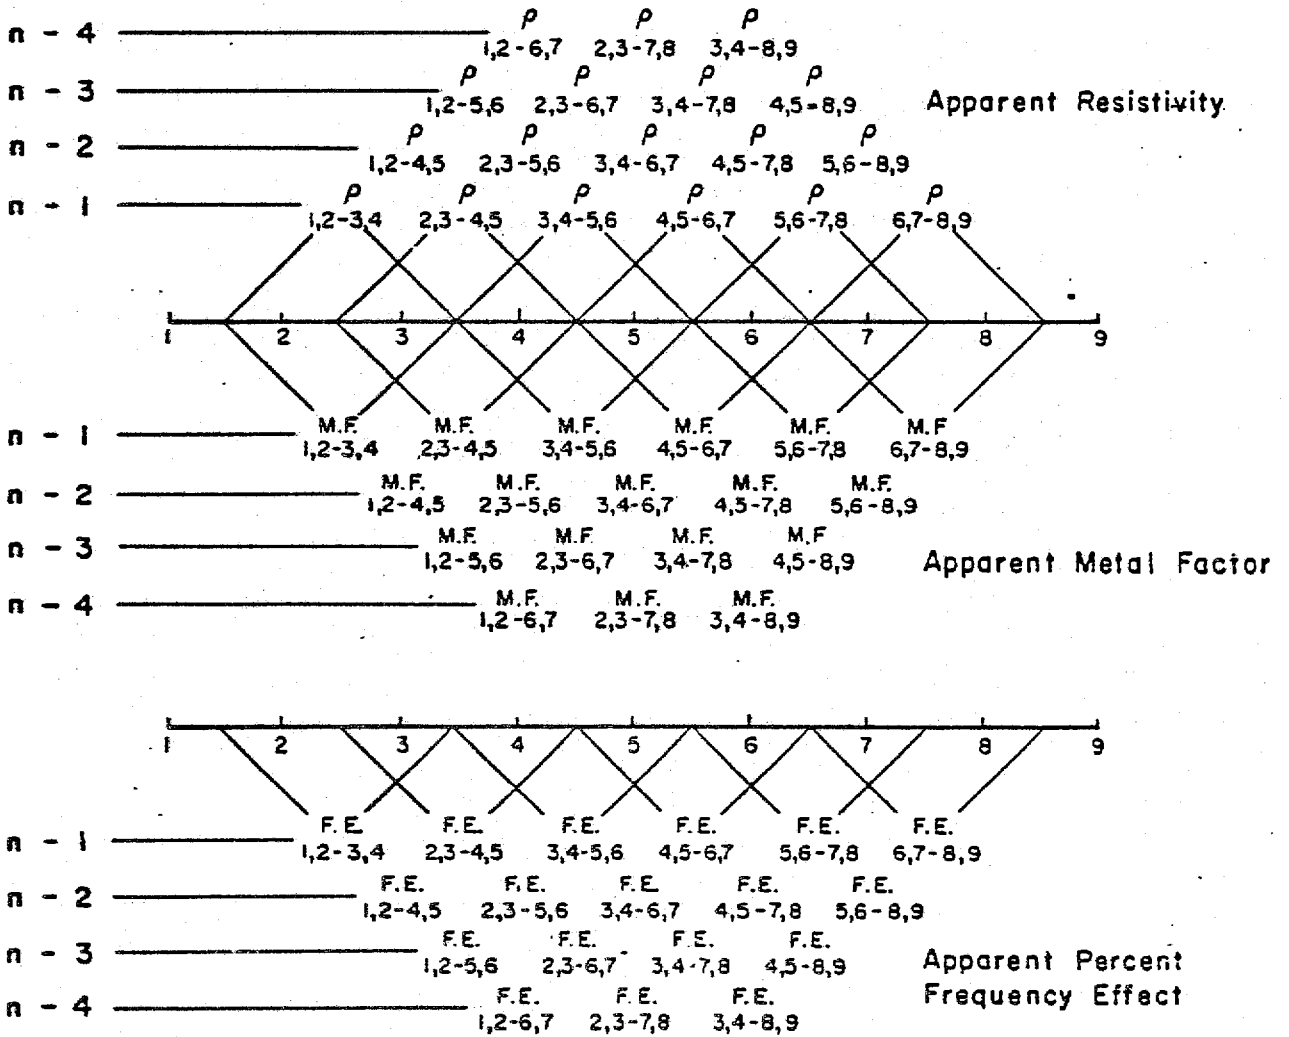 n - 4 ρ ρ ρ
1,2-6,7 2,3-7,8 3,4-8,9
n - 3 ρ ρ ρ ρ
1,2-5,6 2,3-6,7 3,4-7,8 4,5-8,9 Apparent Resistivity
n - 2 ρ ρ ρ ρ ρ
1,2-4,5 2,3-5,6 3,4-6,7 4,5-7,8 5,6-8,9
n - 1 ρ ρ ρ ρ ρ ρ
1,2-3,4 2,3-4,5 3,4-5,6 4,5-6,7 5,6-7,8 6,7-8,9
1 2 3 4 5 6 7 8 9
n - 1 M.F. M.F. M.F. M.F. M.F. M.F
1,2-3,4 2,3-4,5 3,4-5,6 4,5-6,7 5,6-7,8 6,7-8,9
n - 2 M.F. M.F. M.F. M.F. M.F.
1,2-4,5 2,3-5,6 3,4-6,7 4,5-7,8 5,6-8,9
n - 3 M.F. M.F. M.F. M.F
1,2-5,6 2,3-6,7 3,4-7,8 4,5-8,9 Apparent Metal Factor
n - 4 M.F. M.F. M.F.
1,2-6,7 2,3-7,8 3,4-8,9
1 2 3 4 5 6 7 8 9
n - 1 F.E. F.E. F.E. F.E. F.E. F.E.
1,2-3,4 2,3-4,5 3,4-5,6 4,5-6,7 5,6-7,8 6,7-8,9
n - 2 F.E. F.E. F.E. F.E. F.E.
1,2-4,5 2,3-5,6 3,4-6,7 4,5-7,8 5,6-8,9
n - 3 F.E. F.E. F.E. F.E.
1,2-5,6 2,3-6,7 3,4-7,8 4,5-8,9 Apparent Percent
Frequency Effect
n - 4 F.E. F.E. F.E.
1,2-6,7 2,3-7,8 3,4-8,9